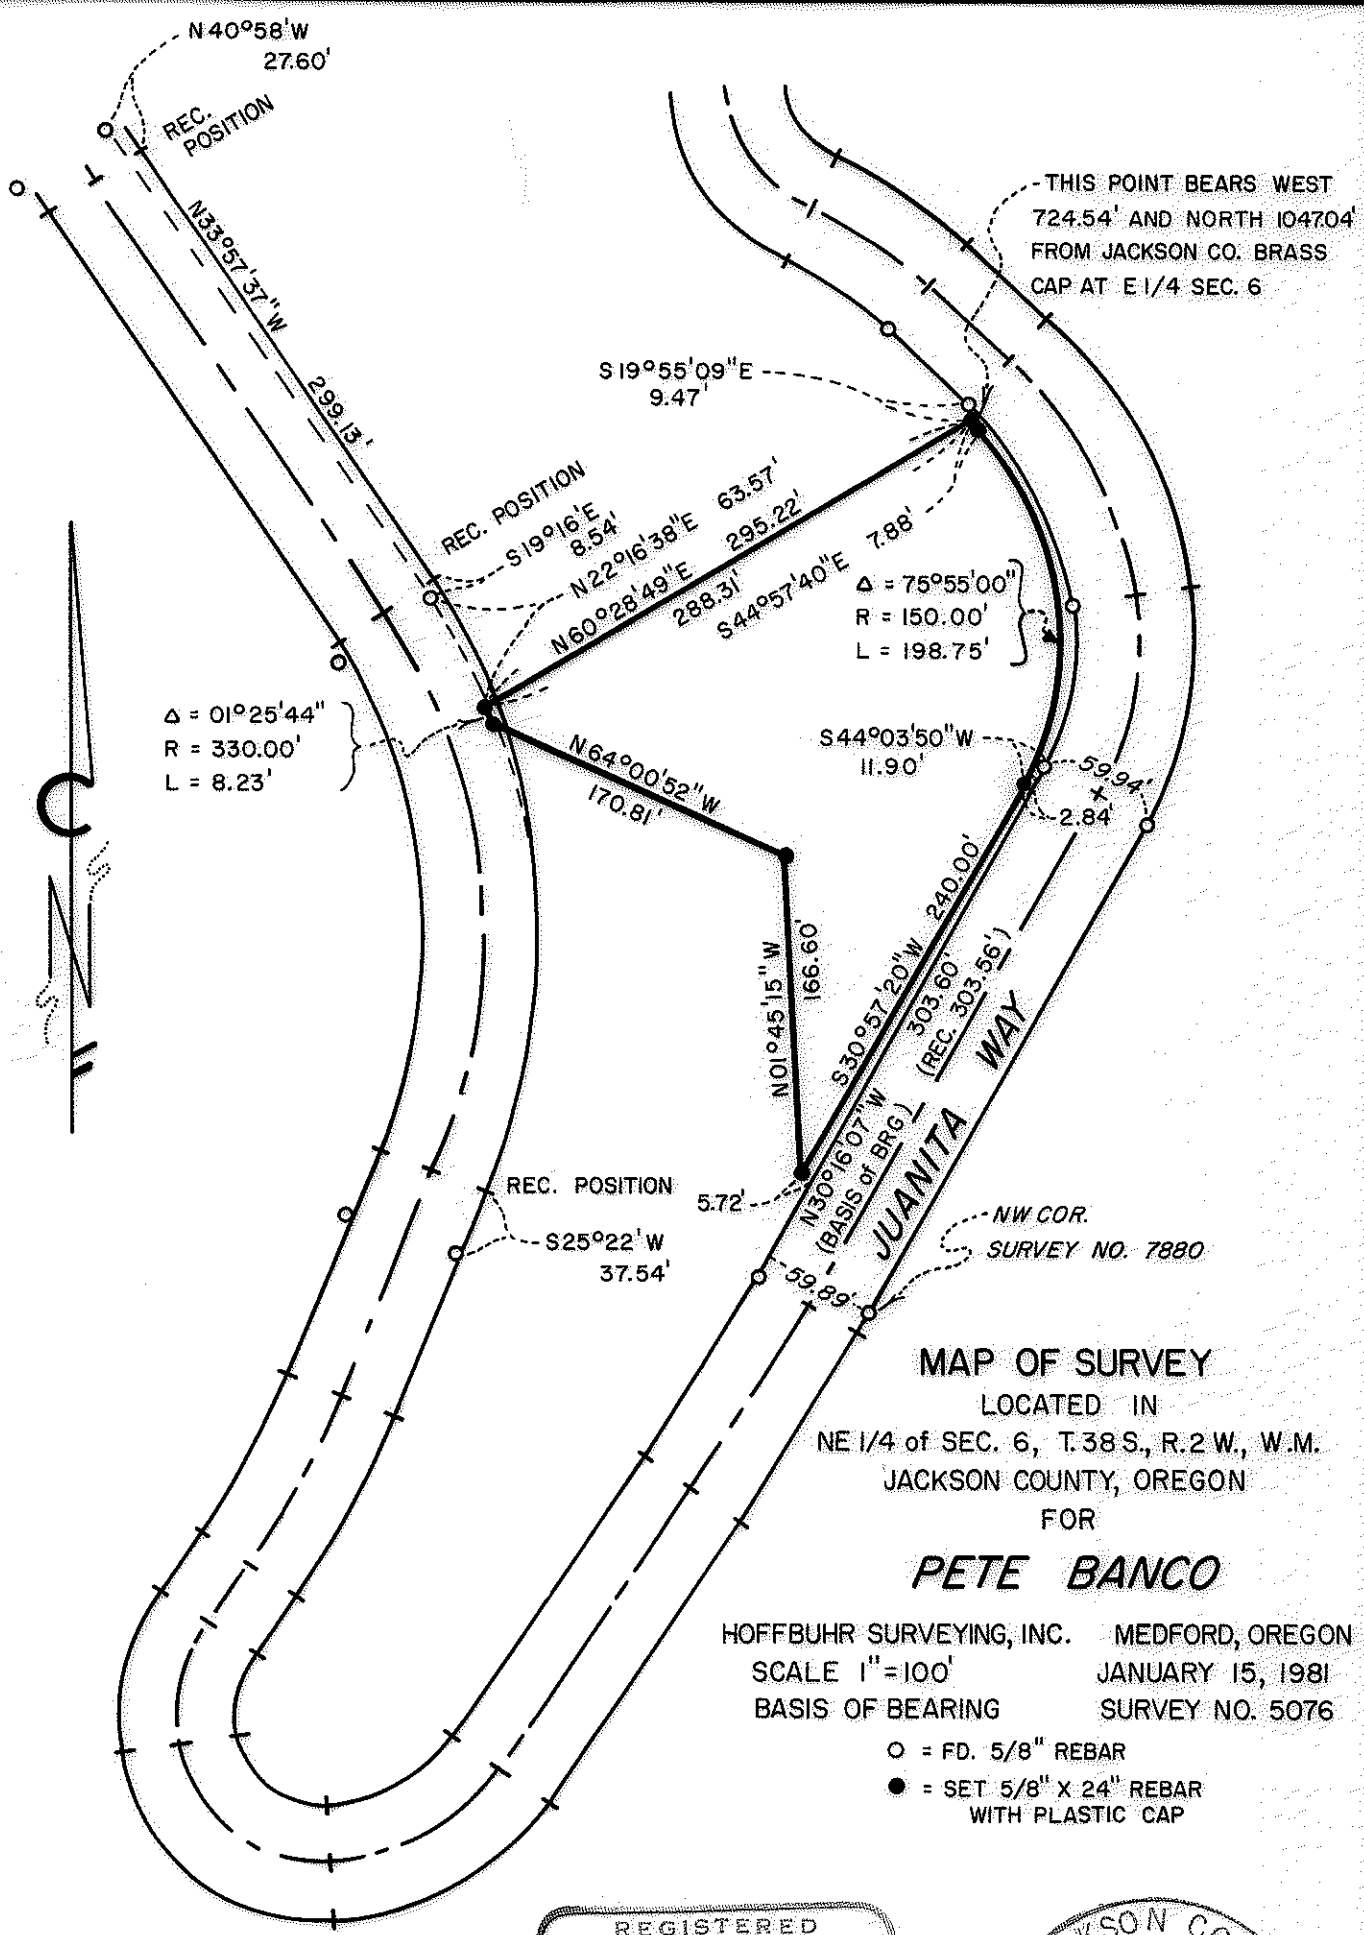 N 40°58' W
27.60'
REC.
POSITION
THIS POINT BEARS WEST
724.54' AND NORTH 1047.04'
FROM JACKSON CO. BRASS
CAP AT E 1/4 SEC. 6
N33°57'37"W
299.13'
S19°55'09"E
9.47'
REC. POSITION
S19°16'E
8.54'
N22°16'38"E 63.57'
295.22'
N60°28'49"E
288.31'
S44°57'40"E 7.88'
Δ = 75°55'00"
R = 150.00'
L = 198.75'
Δ = 01°25'44"
R = 330.00'
L = 8.23'
N64°00'52"W
170.81'
S44°03'50"W
11.90'
59.94'
2.84'
N01°45'15"W
166.60'
S30°57'20"W 240.00'
N30°16'07"W 303.60'
(BASIS of BRG) (REC. 303.56')
JUANITA WAY
REC. POSITION
5.72'
S25°22'W
37.54'
59.89'
NW COR.
SURVEY NO. 7880
N
MAP OF SURVEY
LOCATED IN
NE 1/4 of SEC. 6, T.38 S., R.2 W., W.M.
JACKSON COUNTY, OREGON
FOR
PETE BANCO
HOFFBUHR SURVEYING, INC. MEDFORD, OREGON
SCALE 1"=100' JANUARY 15, 1981
BASIS OF BEARING SURVEY NO. 5076
O = FD. 5/8" REBAR
● = SET 5/8" X 24" REBAR
WITH PLASTIC CAP
REGISTERED